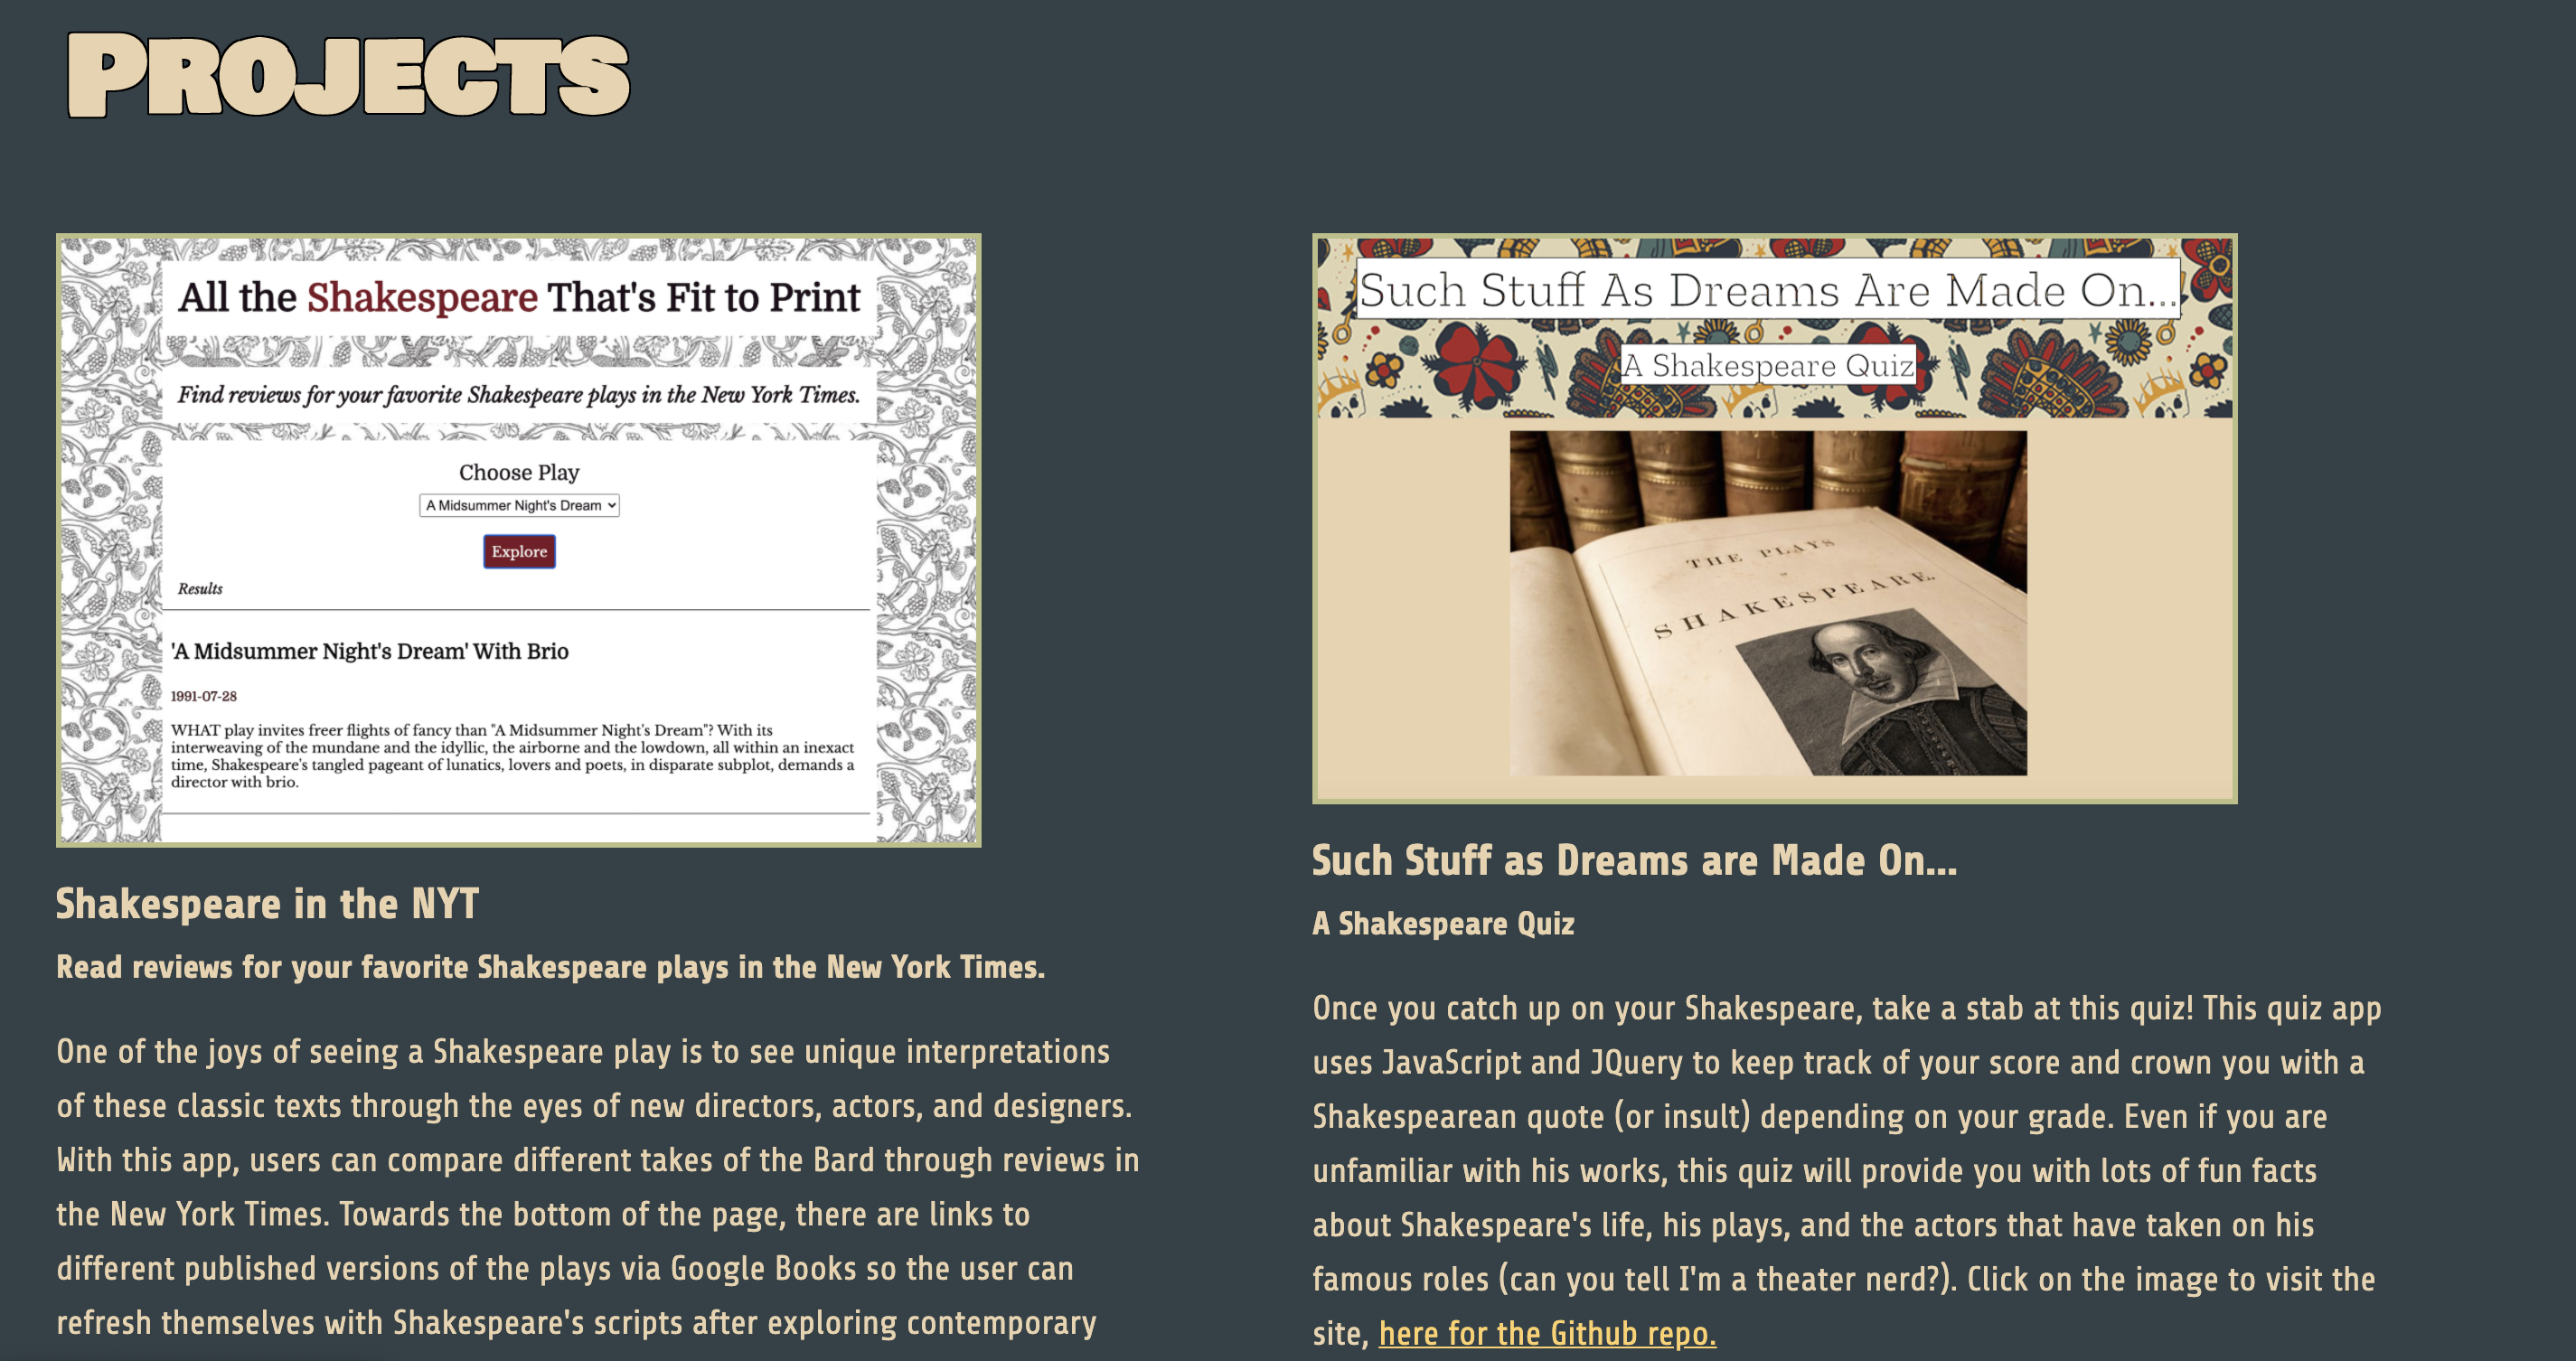 PROJECTS
All the Shakespeare That's Fit to Print
Find reviews for your favorite Shakespeare plays in the New York Times.
Choose Play
A Midsummer Night's Dream
Explore
Results
'A Midsummer Night's Dream' With Brio
1991-07-28
WHAT play invites freer flights of fancy than "A Midsummer Night's Dream"? With its
interweaving of the mundane and the idyllic, the airborne and the lowdown, all within an inexact
time, Shakespeare's tangled pageant of lunatics, lovers and poets, in disparate subplot, demands a
director with brio.
Shakespeare in the NYT
Read reviews for your favorite Shakespeare plays in the New York Times.
One of the joys of seeing a Shakespeare play is to see unique interpretations
of these classic texts through the eyes of new directors, actors, and designers.
With this app, users can compare different takes of the Bard through reviews in
the New York Times. Towards the bottom of the page, there are links to
different published versions of the plays via Google Books so the user can
refresh themselves with Shakespeare's scripts after exploring contemporary
Such Stuff As Dreams Are Made On...
A Shakespeare Quiz
THE PLAYS
SHAKESPEARE.
Such Stuff as Dreams are Made On...
A Shakespeare Quiz
Once you catch up on your Shakespeare, take a stab at this quiz! This quiz app
uses JavaScript and JQuery to keep track of your score and crown you with a
Shakespearean quote (or insult) depending on your grade. Even if you are
unfamiliar with his works, this quiz will provide you with lots of fun facts
about Shakespeare's life, his plays, and the actors that have taken on his
famous roles (can you tell I'm a theater nerd?). Click on the image to visit the
site, here for the Github repo.